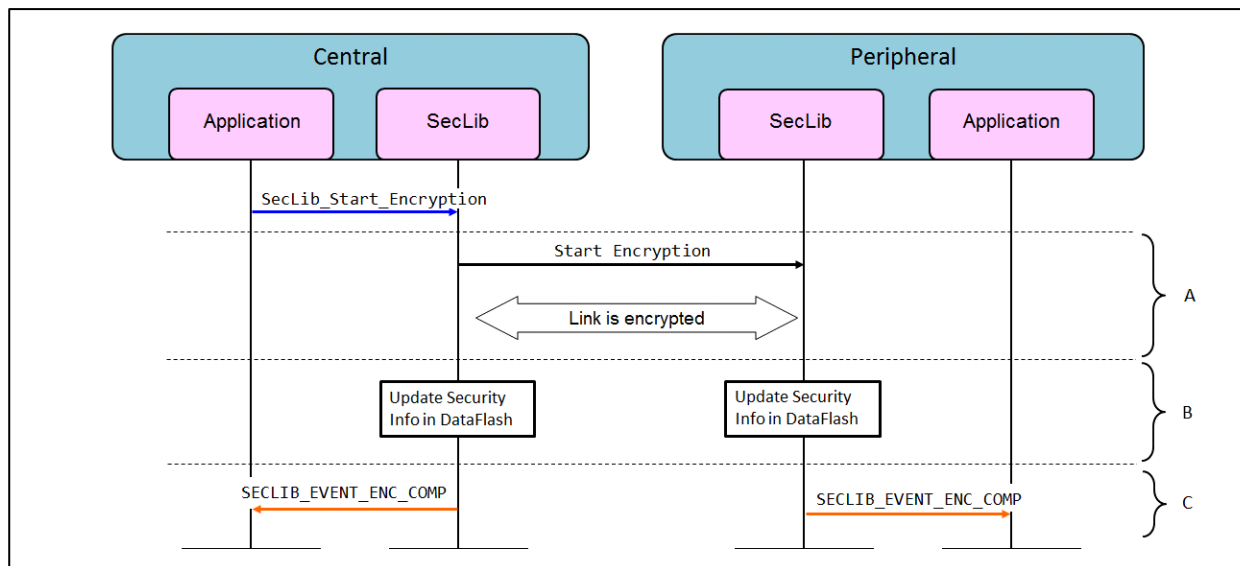 Central
Peripheral
Application
SecLib
SecLib
Application
SecLib_Start_Encryption
Start Encryption
A
Link is encrypted
Update Security
Info in DataFlash
Update Security
Info in DataFlash
B
SECLIB_EVENT_ENC_COMP
SECLIB_EVENT_ENC_COMP
C